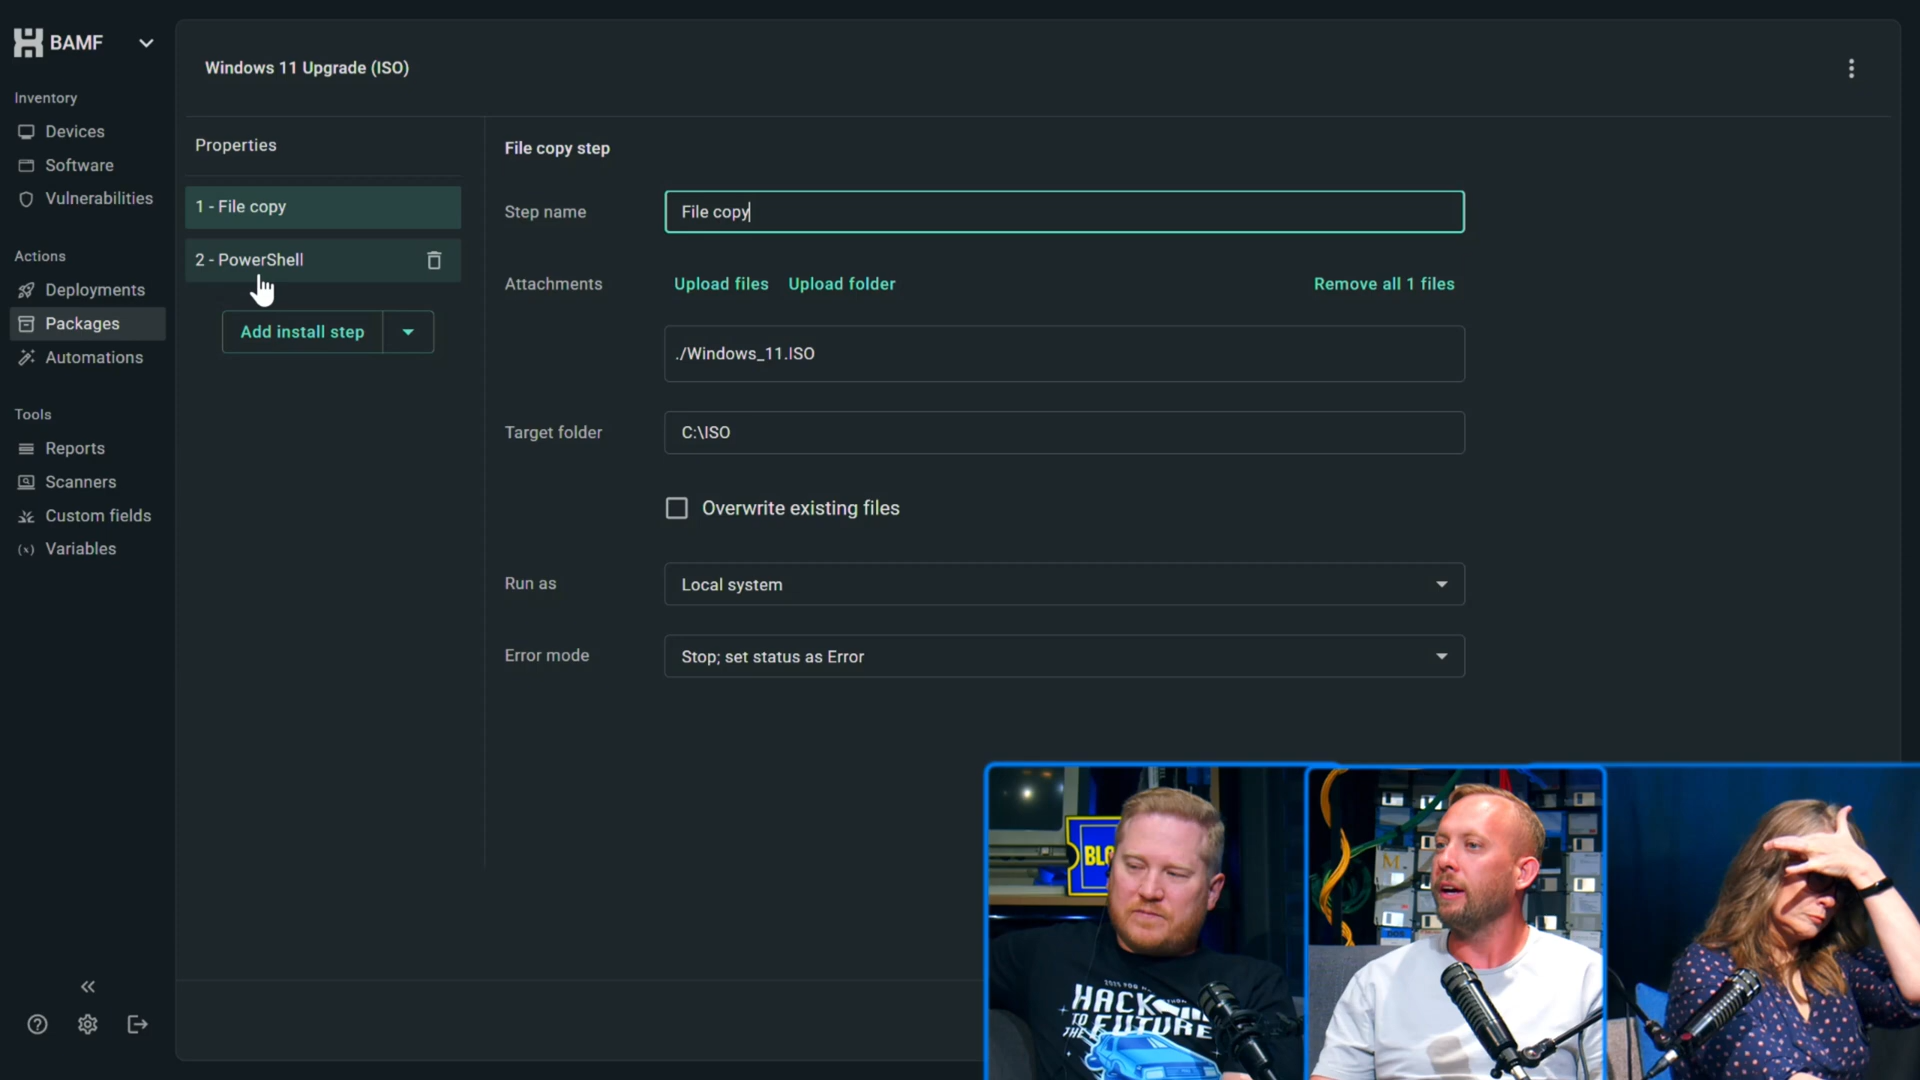 BAMF
Inventory
Devices
Software
Vulnerabilities
Actions
Deployments
Packages
Automations
Tools
Reports
Scanners
Custom fields
Variables
Windows 11 Upgrade (ISO)
Properties
1 - File copy
2 - PowerShell
Add install step
File copy step
Step name
File copy
Attachments
Upload files
Upload folder
Remove all 1 files
./Windows_11.ISO
Target folder
C:\ISO
Overwrite existing files
Run as
Local system
Error mode
Stop; set status as Error
HACK
TO
THE FUTURE